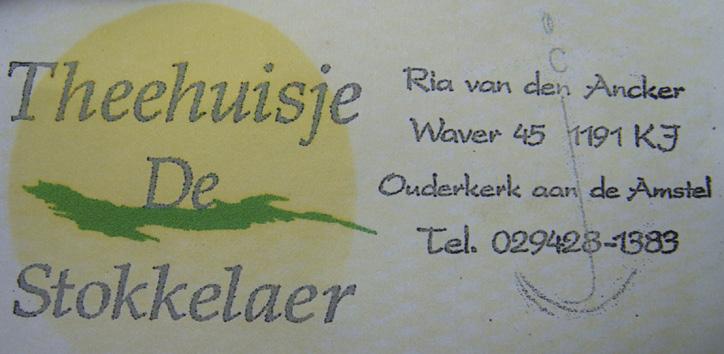 Theehuisje
De
Stokkelaer
Ria van den Ancker
Waver 45 1191 KJ
Ouderkerk aan de Amstel
Tel. 029428-1383